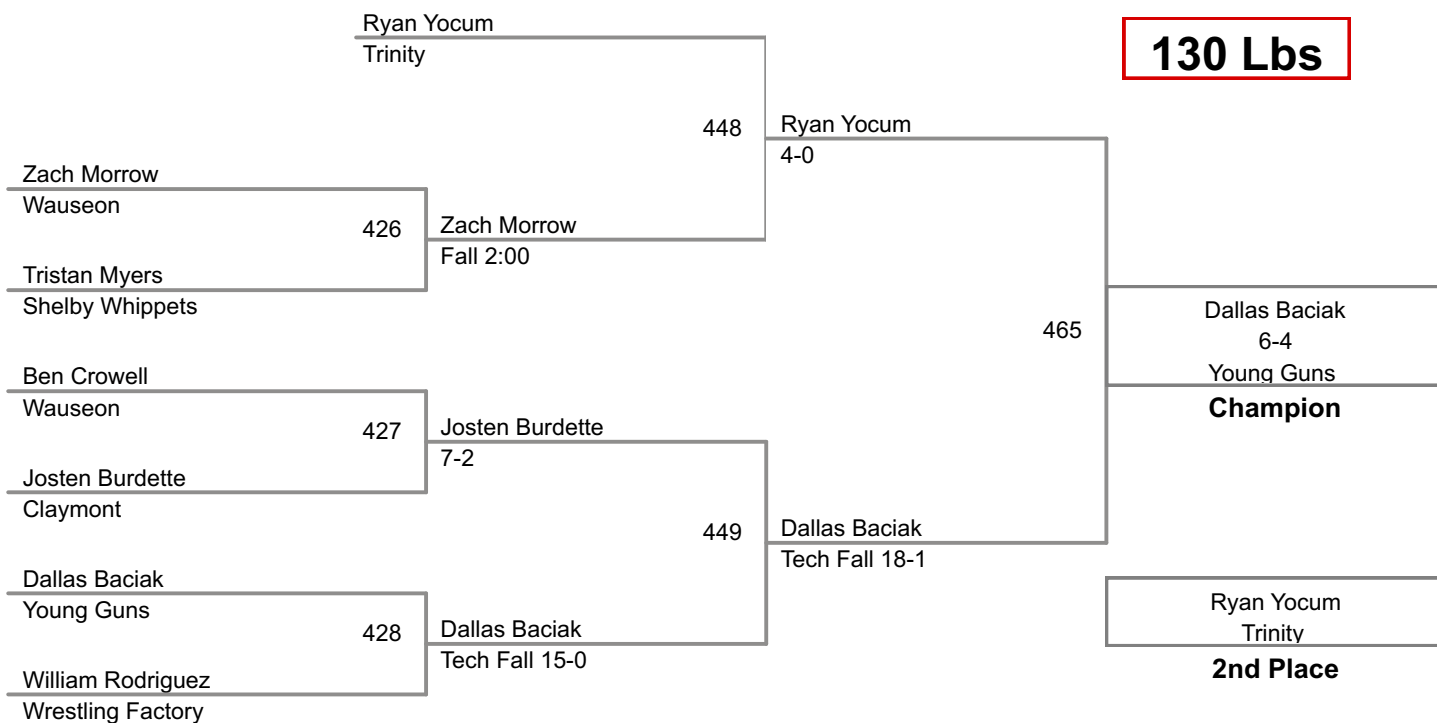 Ryan Yocum
Trinity
130 Lbs
448
Ryan Yocum
4-0
Zach Morrow
Wauseon
426
Zach Morrow
Fall 2:00
Tristan Myers
Shelby Whippets
465
Dallas Baciak
6-4
Young Guns
Champion
Ben Crowell
Wauseon
427
Josten Burdette
7-2
Josten Burdette
Claymont
449
Dallas Baciak
Tech Fall 18-1
Dallas Baciak
Young Guns
428
Dallas Baciak
Tech Fall 15-0
William Rodriguez
Wrestling Factory
Ryan Yocum
Trinity
2nd Place